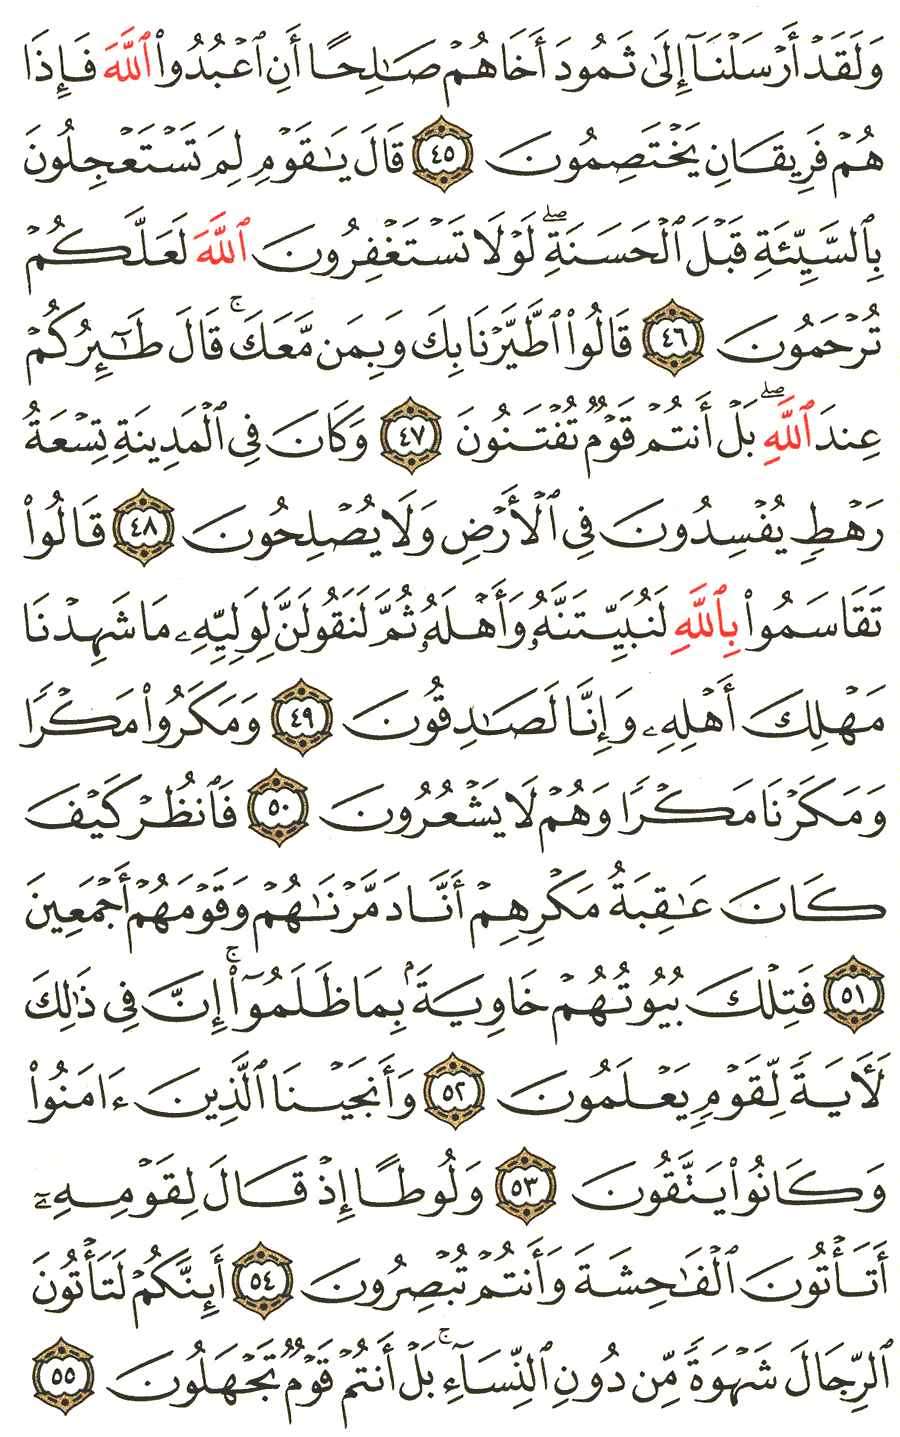 وَلَقَدْ أَرْسَلْنَآ إِلَىٰ ثَمُودَ أَخَاهُمْ صَـٰلِحًا أَنِ ٱعْبُدُوا۟ ٱللَّهَ فَإِذَا
هُمْ فَرِيقَانِ يَخْتَصِمُونَ ٤٥ قَالَ يَـٰقَوْمِ لِمَ تَسْتَعْجِلُونَ
بِٱلسَّيِّئَةِ قَبْلَ ٱلْحَسَنَةِ ۖ لَوْلَا تَسْتَغْفِرُونَ ٱللَّهَ لَعَلَّكُمْ
تُرْحَمُونَ ٤٦ قَالُوا۟ ٱطَّيَّرْنَا بِكَ وَبِمَن مَّعَكَ ۚ قَالَ طَـٰٓئِرُكُمْ
عِندَ ٱللَّهِ ۖ بَلْ أَنتُمْ قَوْمٌ تُفْتَنُونَ ٤٧ وَكَانَ فِى ٱلْمَدِينَةِ تِسْعَةُ
رَهْطٍ يُفْسِدُونَ فِى ٱلْأَرْضِ وَلَا يُصْلِحُونَ ٤٨ قَالُوا۟
تَقَاسَمُوا۟ بِٱللَّهِ لَنُبَيِّتَنَّهُۥ وَأَهْلَهُۥ ثُمَّ لَنَقُولَنَّ لِوَلِيِّهِۦ مَا شَهِدْنَا
مَهْلِكَ أَهْلِهِۦ وَإِنَّا لَصَـٰدِقُونَ ٤٩ وَمَكَرُوا۟ مَكْرًا
وَمَكَرْنَا مَكْرًا وَهُمْ لَا يَشْعُرُونَ ٥٠ فَٱنظُرْ كَيْفَ
كَانَ عَـٰقِبَةُ مَكْرِهِمْ أَنَّا دَمَّرْنَـٰهُمْ وَقَوْمَهُمْ أَجْمَعِينَ
٥١ فَتِلْكَ بُيُوتُهُمْ خَاوِيَةًۢ بِمَا ظَلَمُوٓا۟ ۗ إِنَّ فِى ذَٰلِكَ
لَـَٔايَةً لِّقَوْمٍ يَعْلَمُونَ ٥٢ وَأَنجَيْنَا ٱلَّذِينَ ءَامَنُوا۟
وَكَانُوا۟ يَتَّقُونَ ٥٣ وَلُوطًا إِذْ قَالَ لِقَوْمِهِۦٓ
أَتَأْتُونَ ٱلْفَـٰحِشَةَ وَأَنتُمْ تُبْصِرُونَ ٥٤ أَئِنَّكُمْ لَتَأْتُونَ
ٱلرِّجَالَ شَهْوَةً مِّن دُونِ ٱلنِّسَآءِ ۚ بَلْ أَنتُمْ قَوْمٌ تَجْهَلُونَ ٥٥